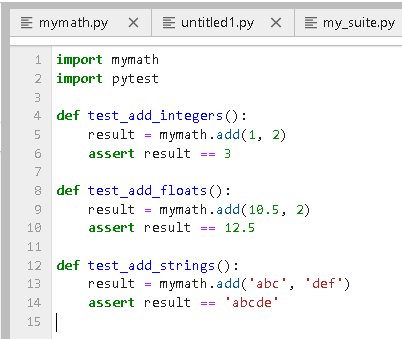 mymath.py × untitled1.py × my_suite.py
1 import mymath
2 import pytest
3
4 def test_add_integers():
5     result = mymath.add(1, 2)
6     assert result == 3
7
8 def test_add_floats():
9     result = mymath.add(10.5, 2)
10     assert result == 12.5
11
12 def test_add_strings():
13     result = mymath.add('abc', 'def')
14     assert result == 'abcde'
15